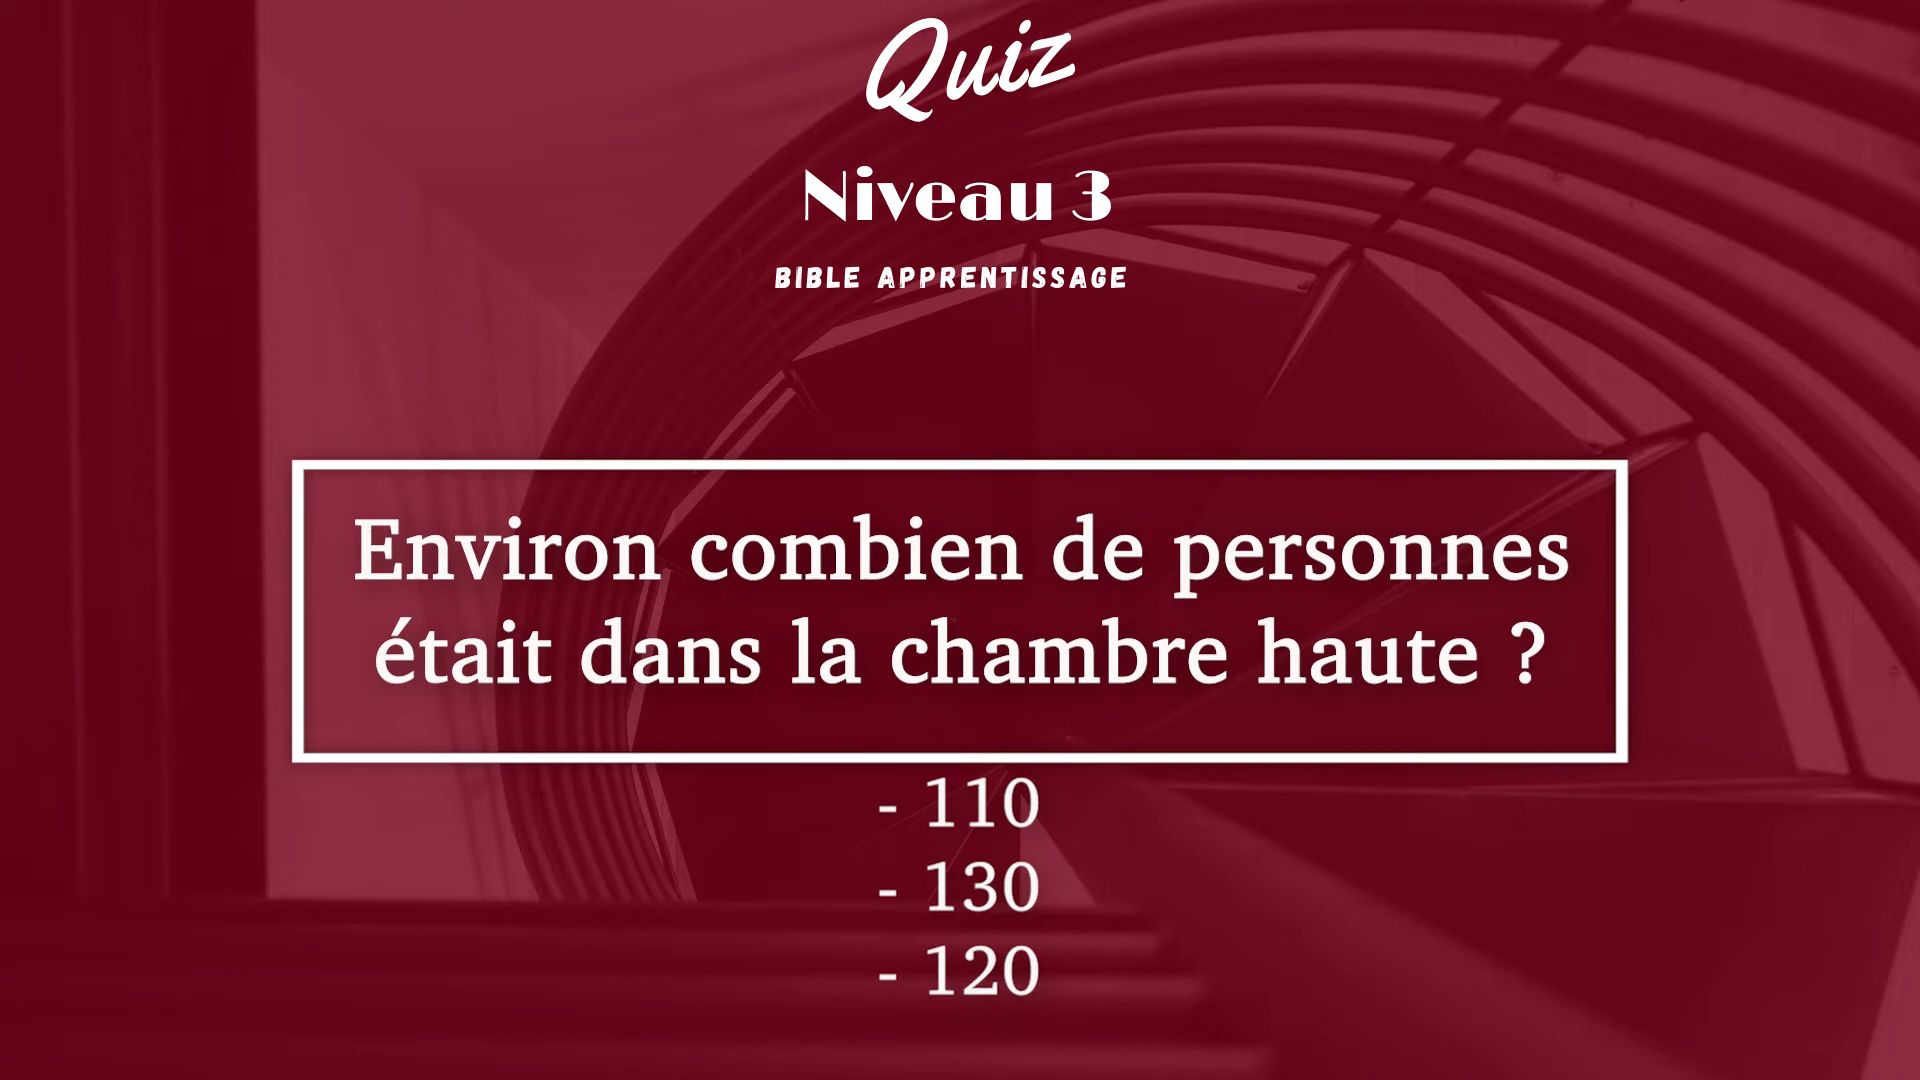 Quiz
Niveau 3
BIBLE APPRENTISSAGE
Environ combien de personnes
était dans la chambre haute ?
- 110
- 130
- 120